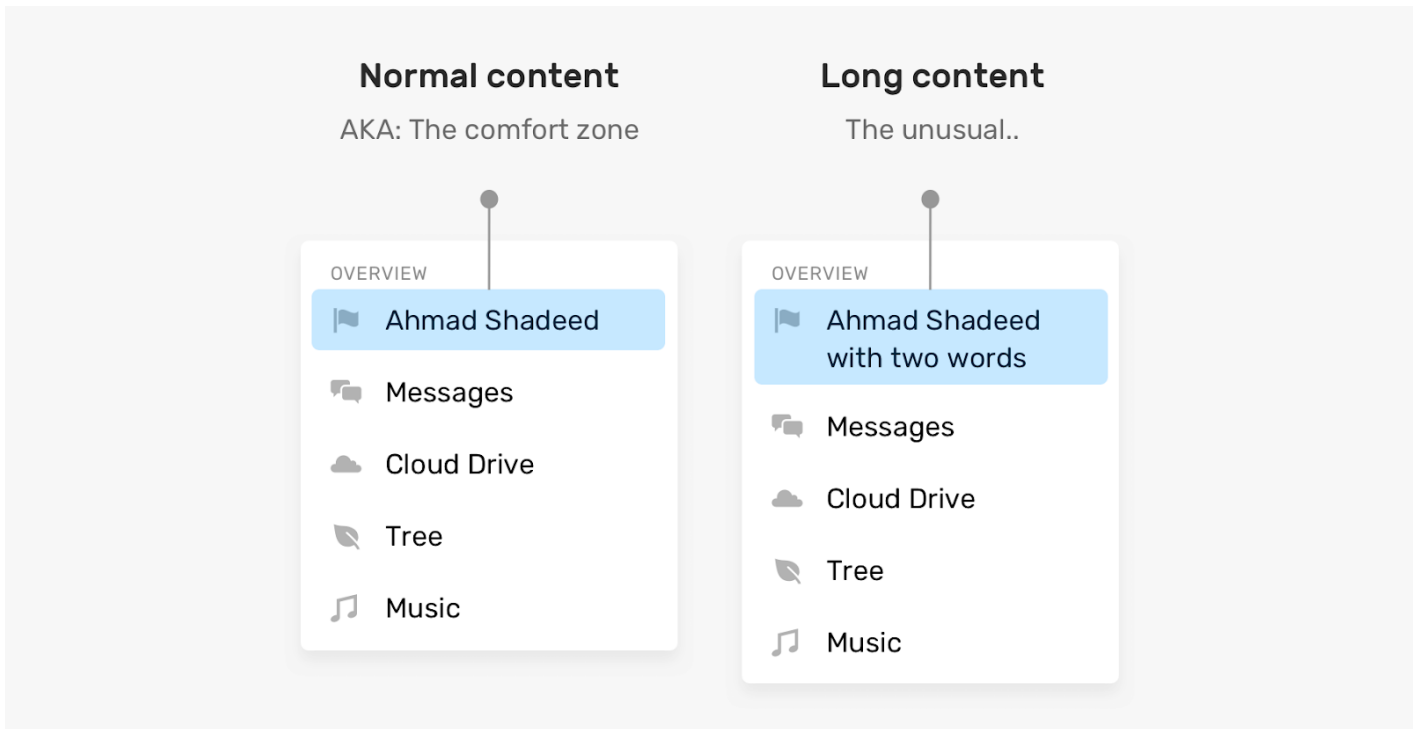 Normal content
AKA: The comfort zone
OVERVIEW
Ahmad Shadeed
Messages
Cloud Drive
Tree
Music
Long content
The unusual..
OVERVIEW
Ahmad Shadeed
with two words
Messages
Cloud Drive
Tree
Music